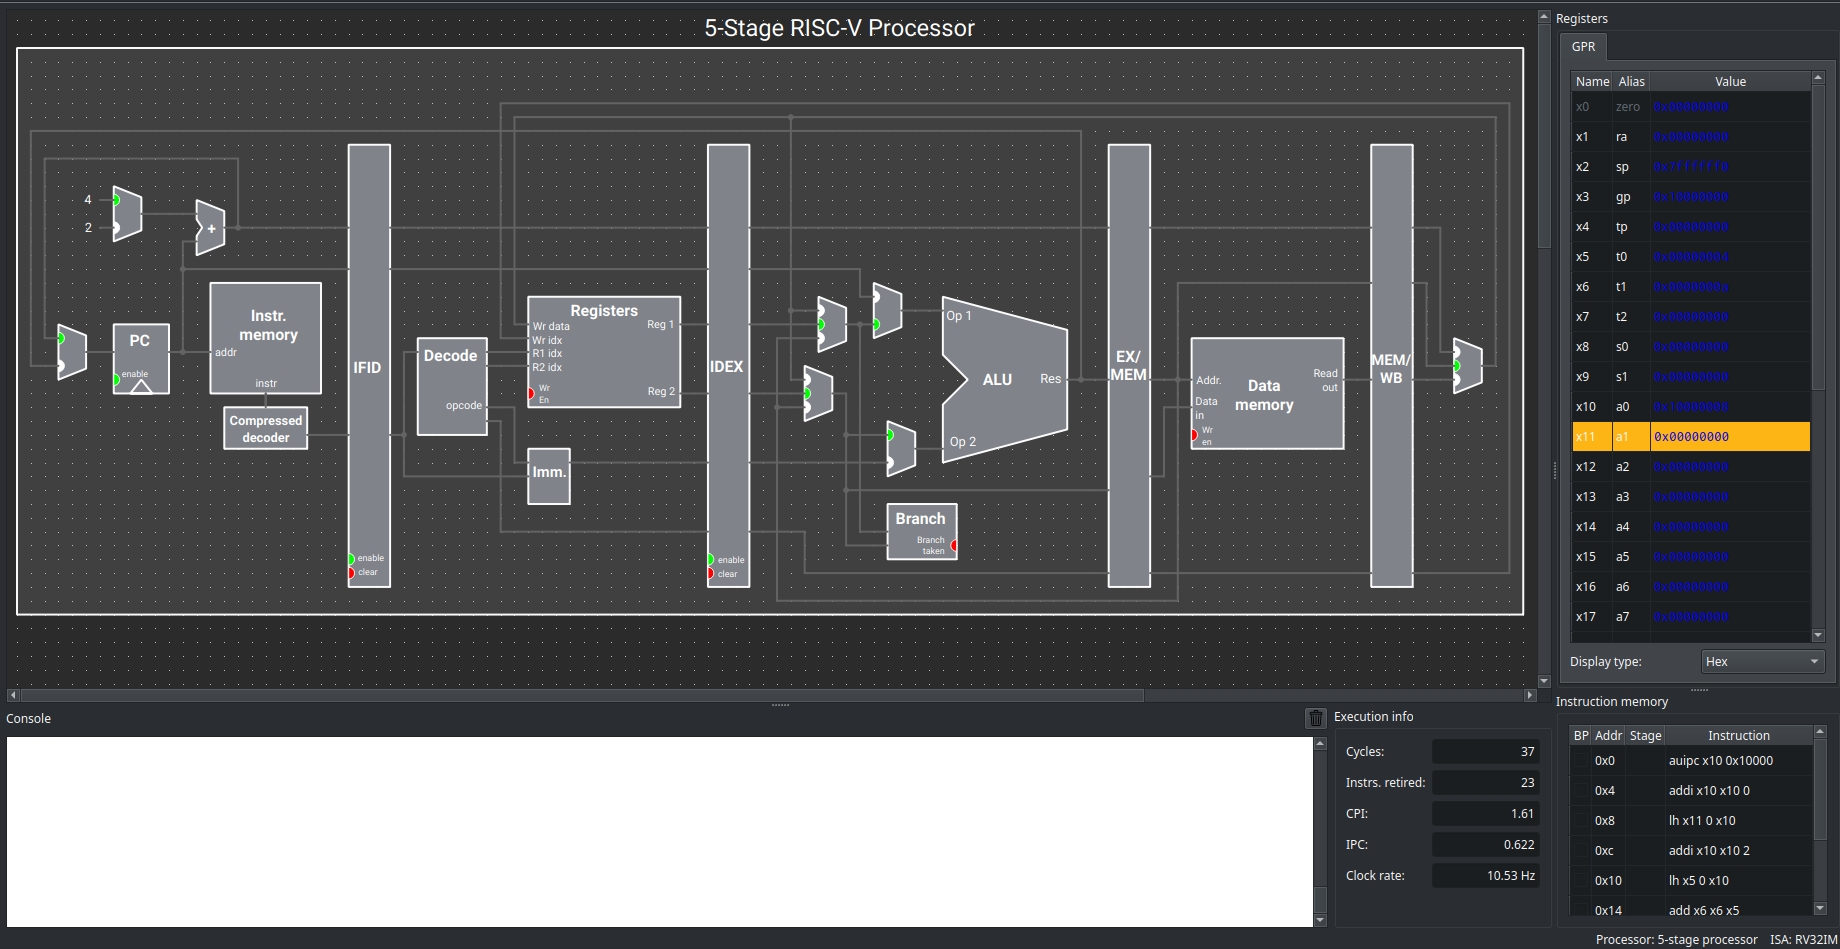 5-Stage RISC-V Processor
4
2
+
PC
enable
Instr.
memory
addr
instr
Compressed
decoder
IFID
enable
clear
Decode
opcode
Registers
Wr data
Wr idx
R1 idx
R2 idx
Wr
En
Reg 1
Reg 2
Imm.
IDEX
enable
clear
Op 1
ALU
Res
Op 2
Branch
Branch
taken
EX/
MEM
Addr.
Data
in
Wr
en
Data
memory
Read
out
MEM/
WB
Registers
GPR
Name Alias Value
x0 zero 0x00000000
x1 ra 0x00000000
x2 sp 0x7ffffff0
x3 gp 0x10000000
x4 tp 0x00000000
x5 t0 0x00000004
x6 t1 0x0000000c
x7 t2 0x00000000
x8 s0 0x00000000
x9 s1 0x00000000
x10 a0 0x10000000
x11 a1 0x00000000
x12 a2 0x00000000
x13 a3 0x00000000
x14 a4 0x00000000
x15 a5 0x00000000
x16 a6 0x00000000
x17 a7 0x00000000
Display type: Hex
Console
Execution info
Cycles: 37
Instrs. retired: 23
CPI: 1.61
IPC: 0.622
Clock rate: 10.53 Hz
Instruction memory
BP Addr Stage Instruction
0x0 auipc x10 0x10000
0x4 addi x10 x10 0
0x8 lh x11 0 x10
0xc addi x10 x10 2
0x10 lh x5 0 x10
0x14 add x6 x6 x5
Processor: 5-stage processor ISA: RV32IM